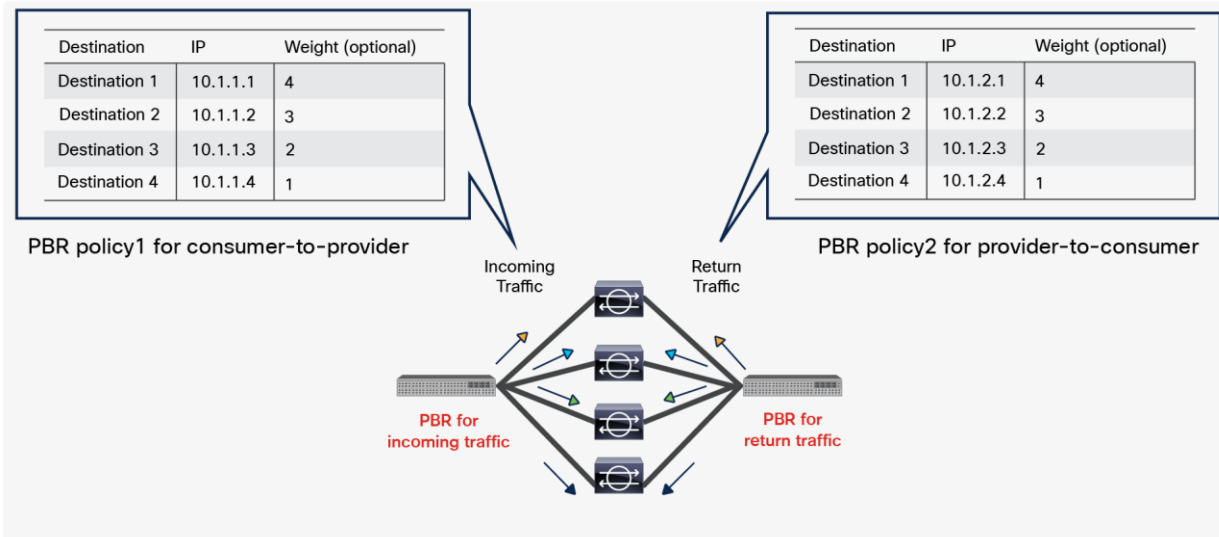 Destination IP Weight (optional)
Destination 1 10.1.1.1 4
Destination 2 10.1.1.2 3
Destination 3 10.1.1.3 2
Destination 4 10.1.1.4 1
PBR policy1 for consumer-to-provider
Destination IP Weight (optional)
Destination 1 10.1.2.1 4
Destination 2 10.1.2.2 3
Destination 3 10.1.2.3 2
Destination 4 10.1.2.4 1
PBR policy2 for provider-to-consumer
Incoming
Traffic
Return
Traffic
PBR for
incoming traffic
PBR for
return traffic